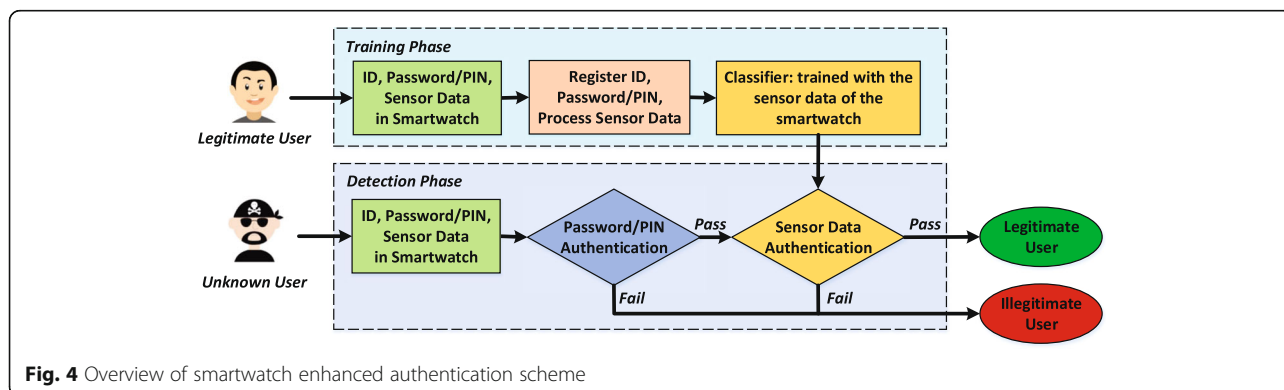 Training Phase
ID, Password/PIN,
Sensor Data
in Smartwatch
Register ID,
Password/PIN,
Process Sensor Data
Classifier: trained with the
sensor data of the
smartwatch
Legitimate User
Detection Phase
ID, Password/PIN,
Sensor Data
in Smartwatch
Password/PIN
Authentication
Pass
Sensor Data
Authentication
Pass
Legitimate
User
Unknown User
Fail
Fail
Illegitimate
User
Fig. 4 Overview of smartwatch enhanced authentication scheme